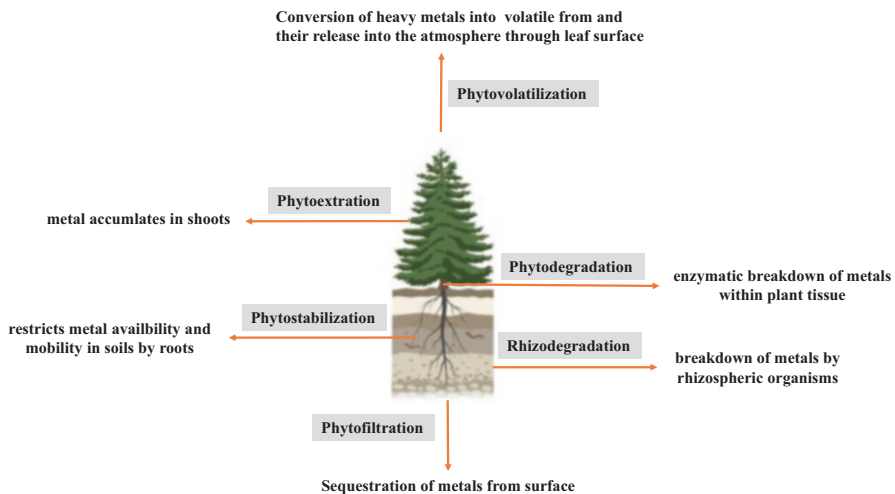 Conversion of heavy metals into volatile from and
their release into the atmosphere through leaf surface
Phytovolatilization
Phytoextration
metal accumlates in shoots
Phytodegradation
enzymatic breakdown of metals
within plant tissue
Phytostabilization
restricts metal availbility and
mobility in soils by roots
Rhizodegradation
breakdown of metals by
rhizospheric organisms
Phytofiltration
Sequestration of metals from surface